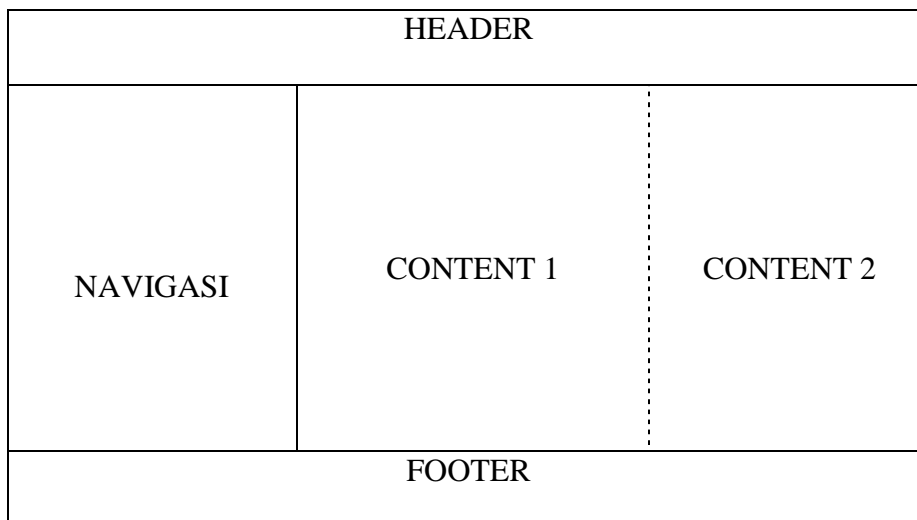 HEADER
NAVIGASI
CONTENT 1
CONTENT 2
FOOTER